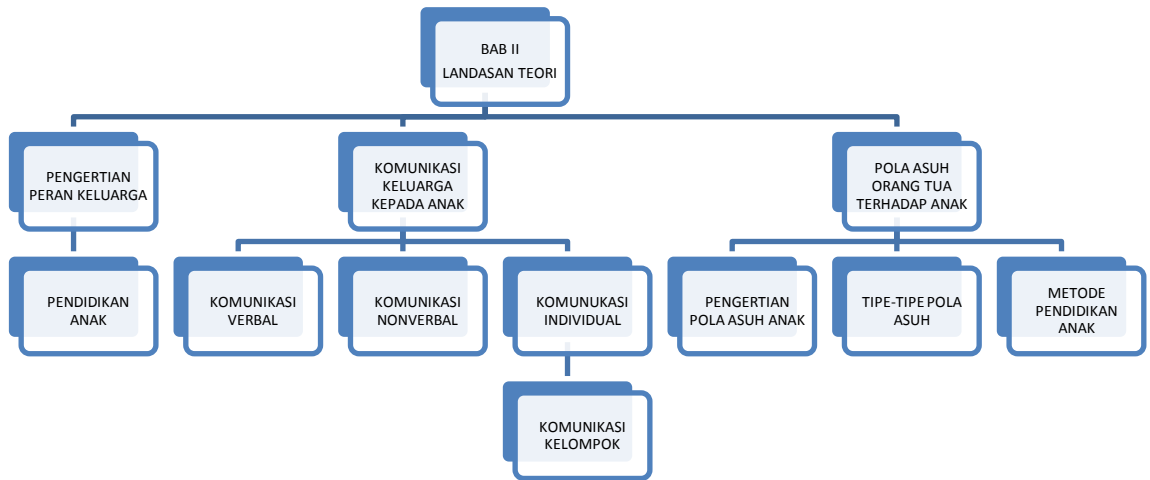 BAB II
LANDASAN TEORI
PENGERTIAN
PERAN KELUARGA
KOMUNIKASI
KELUARGA
KEPADA ANAK
POLA ASUH
ORANG TUA
TERHADAP ANAK
PENDIDIKAN
ANAK
KOMUNIKASI
VERBAL
KOMUNIKASI
NONVERBAL
KOMUNUKASI
INDIVIDUAL
PENGERTIAN
POLA ASUH ANAK
TIPE-TIPE POLA
ASUH
METODE
PENDIDIKAN
ANAK
KOMUNIKASI
KELOMPOK